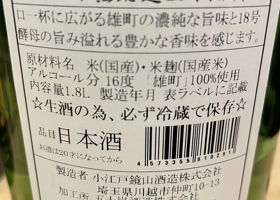 口一杯に広がる雄町の濃純な旨味と18号
酵母の旨み溢れる豊かな香味を感じます。
原材料名 米(国産)・米麹(国産米)
アルコール分 16度 「雄町」100%使用
内容量1.8L 製造年月 表ラベルに記載
☆生酒の為、必ず冷蔵で保存☆
品目 日本酒
お酒は20才になってから
4573355810201
製造者 小江戸鏡山酒造株式会社
埼玉県川越市仲町10-13
加工所